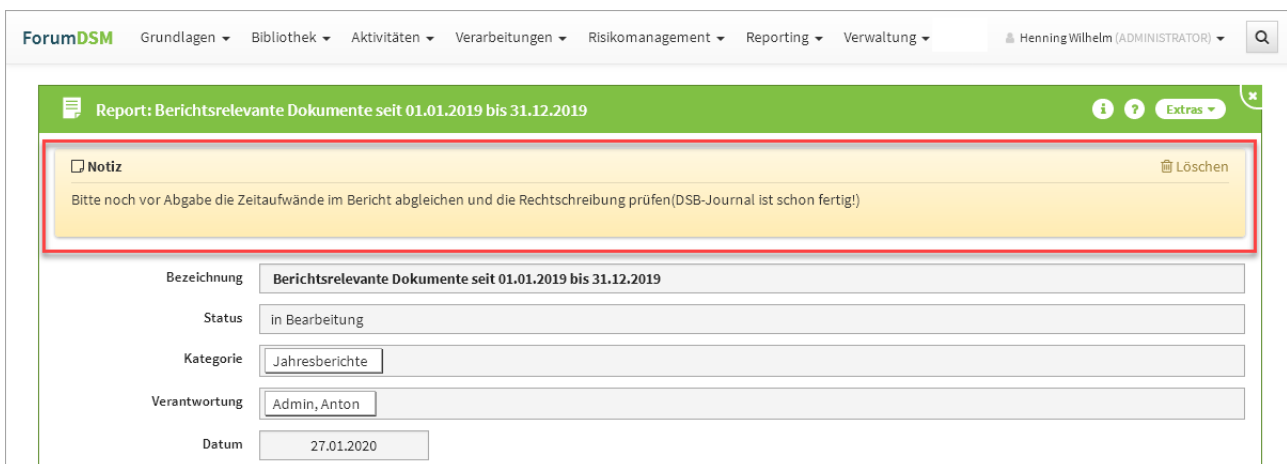 ForumDSM Grundlagen Bibliothek Aktivitäten Verarbeitungen Risikomanagement Reporting Verwaltung Henning Wilhelm (ADMINISTRATOR)
Report: Berichtsrelevante Dokumente seit 01.01.2019 bis 31.12.2019 i ? Extras
Notiz Löschen
Bitte noch vor Abgabe die Zeitaufwände im Bericht abgleichen und die Rechtschreibung prüfen(DSB-Journal ist schon fertig!)
Bezeichnung Berichtsrelevante Dokumente seit 01.01.2019 bis 31.12.2019
Status in Bearbeitung
Kategorie Jahresberichte
Verantwortung Admin, Anton
Datum 27.01.2020